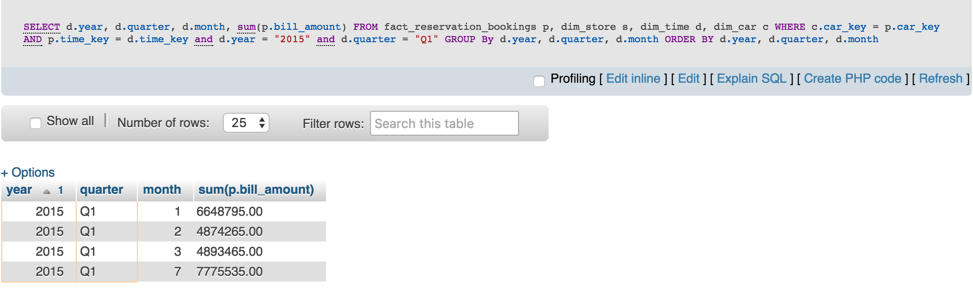 SELECT d.year, d.quarter, d.month, sum(p.bill_amount) FROM fact_reservation_bookings p, dim_store s, dim_time d, dim_car c WHERE c.car_key = p.car_key
AND p.time_key = d.time_key and d.year = "2015" and d.quarter = "Q1" GROUP By d.year, d.quarter, d.month ORDER BY d.year, d.quarter, d.month
Profiling [ Edit inline ] [ Edit ] [ Explain SQL ] [ Create PHP code ] [ Refresh ]
Show all | Number of rows: 25 Filter rows: Search this table
+ Options
year 1 quarter month sum(p.bill_amount)
2015 Q1 1 6648795.00
2015 Q1 2 4874265.00
2015 Q1 3 4893465.00
2015 Q1 7 7775535.00